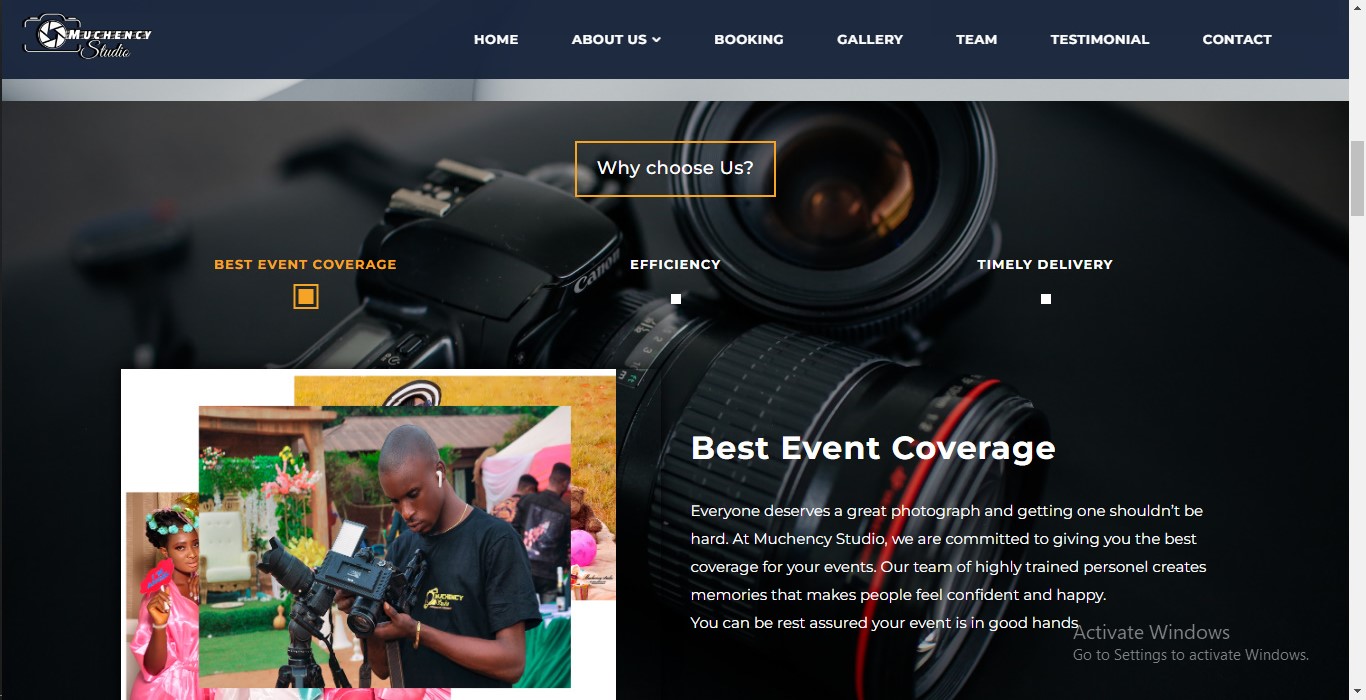 MUCHENCY
Studio
HOME
ABOUT US
BOOKING
GALLERY
TEAM
TESTIMONIAL
CONTACT
Why choose Us?
BEST EVENT COVERAGE
EFFICIENCY
TIMELY DELIVERY
Canon
Best Event Coverage
Everyone deserves a great photograph and getting one shouldn’t be
hard. At Muchency Studio, we are committed to giving you the best
coverage for your events. Our team of highly trained personel creates
memories that makes people feel confident and happy.
You can be rest assured your event is in good hands
MUCHENCY
Studio
Activate Windows
Go to Settings to activate Windows.